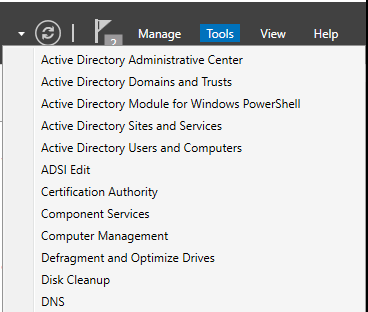 Manage Tools View Help
Active Directory Administrative Center
Active Directory Domains and Trusts
Active Directory Module for Windows PowerShell
Active Directory Sites and Services
Active Directory Users and Computers
ADSI Edit
Certification Authority
Component Services
Computer Management
Defragment and Optimize Drives
Disk Cleanup
DNS